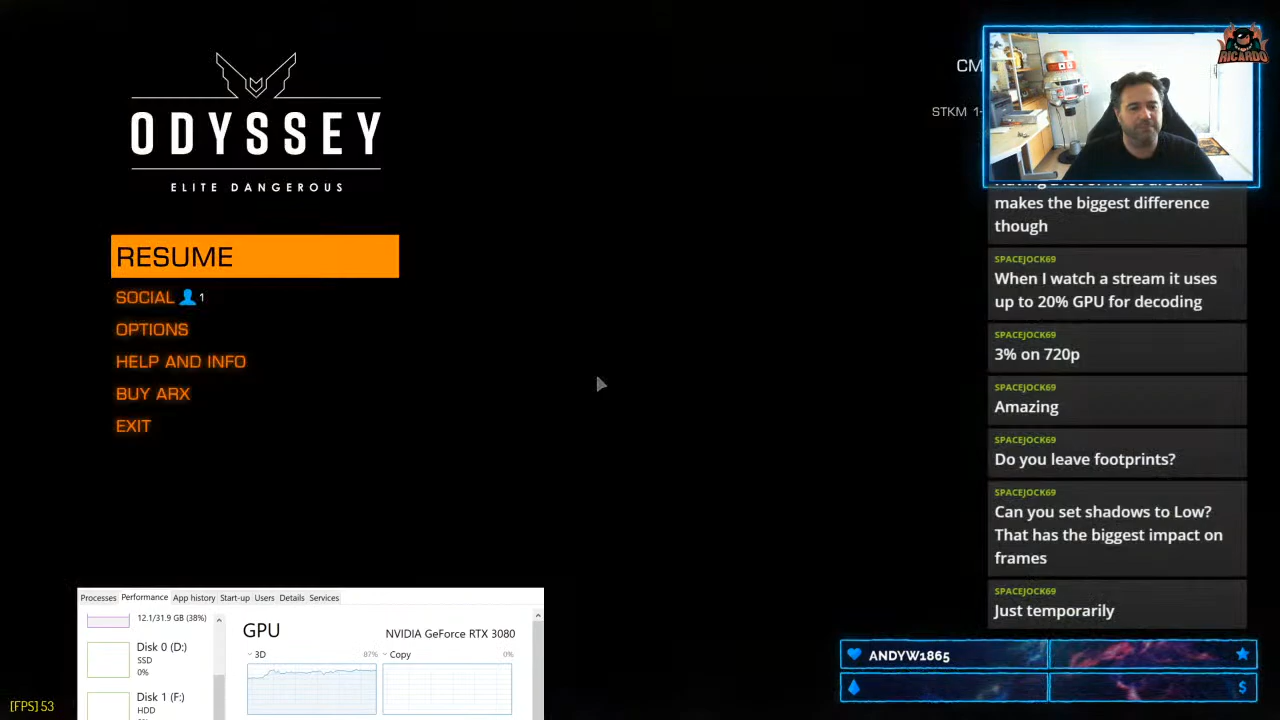 ODYSSEY
ELITE DANGEROUS
RESUME
SOCIAL 1
OPTIONS
HELP AND INFO
BUY ARX
EXIT
CM
STKM 1-
RICARDO
makes the biggest difference
though
SPACEJOCK69
When I watch a stream it uses
up to 20% GPU for decoding
SPACEJOCK69
3% on 720p
SPACEJOCK69
Amazing
SPACEJOCK69
Do you leave footprints?
SPACEJOCK69
Can you set shadows to Low?
That has the biggest impact on
frames
SPACEJOCK69
Just temporarily
ANDYW1865
$
Processes Performance App history Start-up Users Details Services
12.1/31.9 GB (38%)
Disk 0 (D:)
SSD
0%
Disk 1 (F:)
HDD
GPU
NVIDIA GeForce RTX 3080
3D 87%
Copy 0%
[FPS] 53